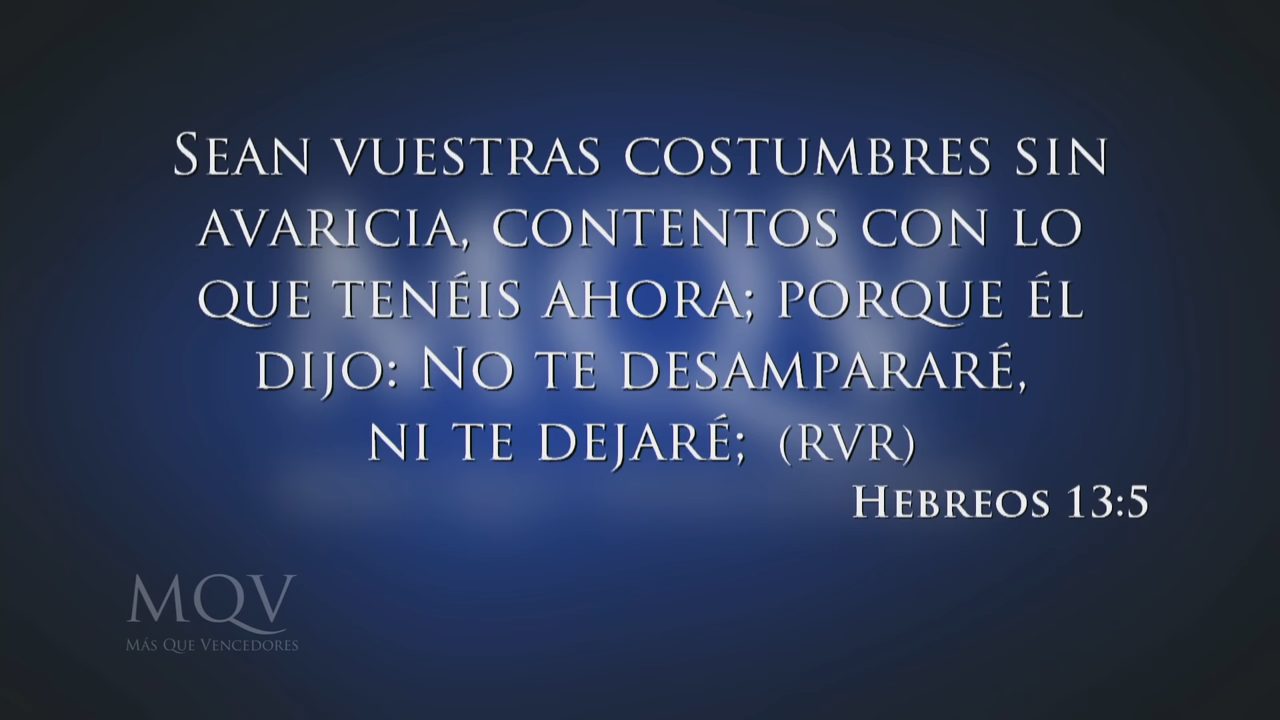 Sean vuestras costumbres sin
avaricia, contentos con lo
que tenéis ahora; porque él
dijo: No te desampararé,
ni te dejaré; (RVR)
Hebreos 13:5
MQV
Más Que Vencedores